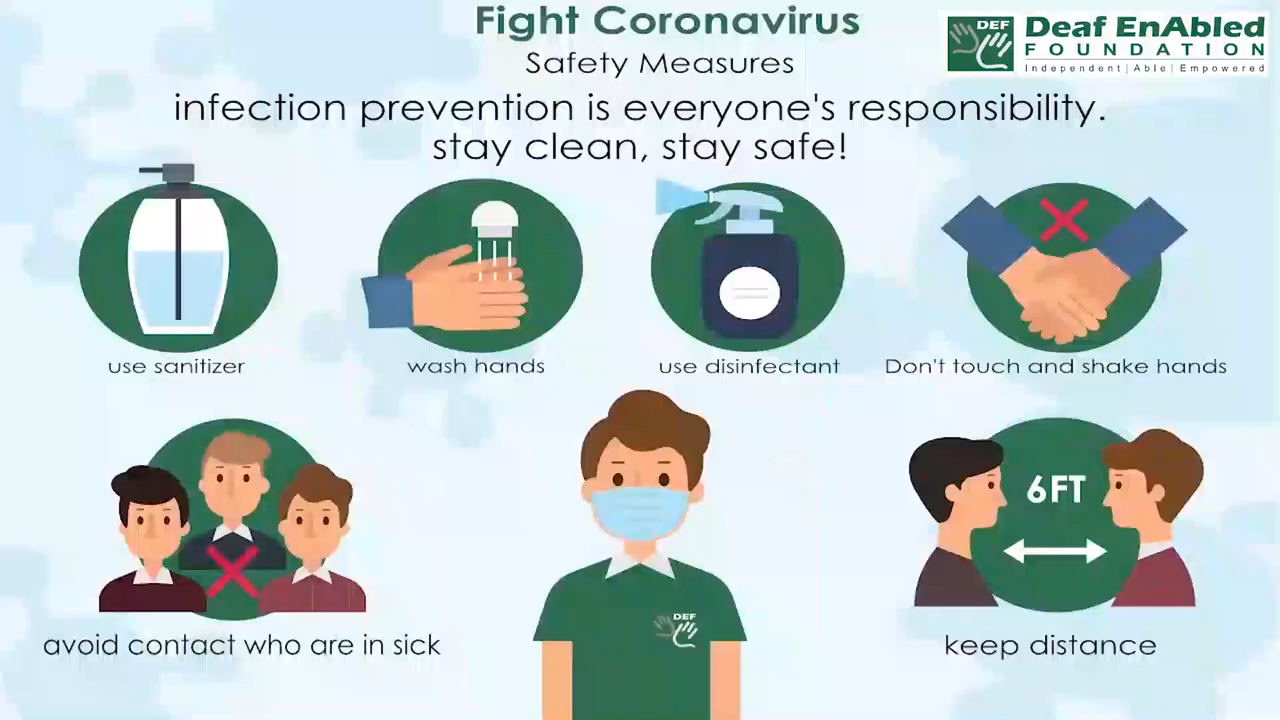 Fight Coronavirus
Safety Measures
DEF
Deaf EnAbled
FOUNDATION
Independent | Able | Empowered
infection prevention is everyone's responsibility.
stay clean, stay safe!
use sanitizer
wash hands
use disinfectant
Don't touch and shake hands
6FT
DEF
avoid contact who are in sick
keep distance